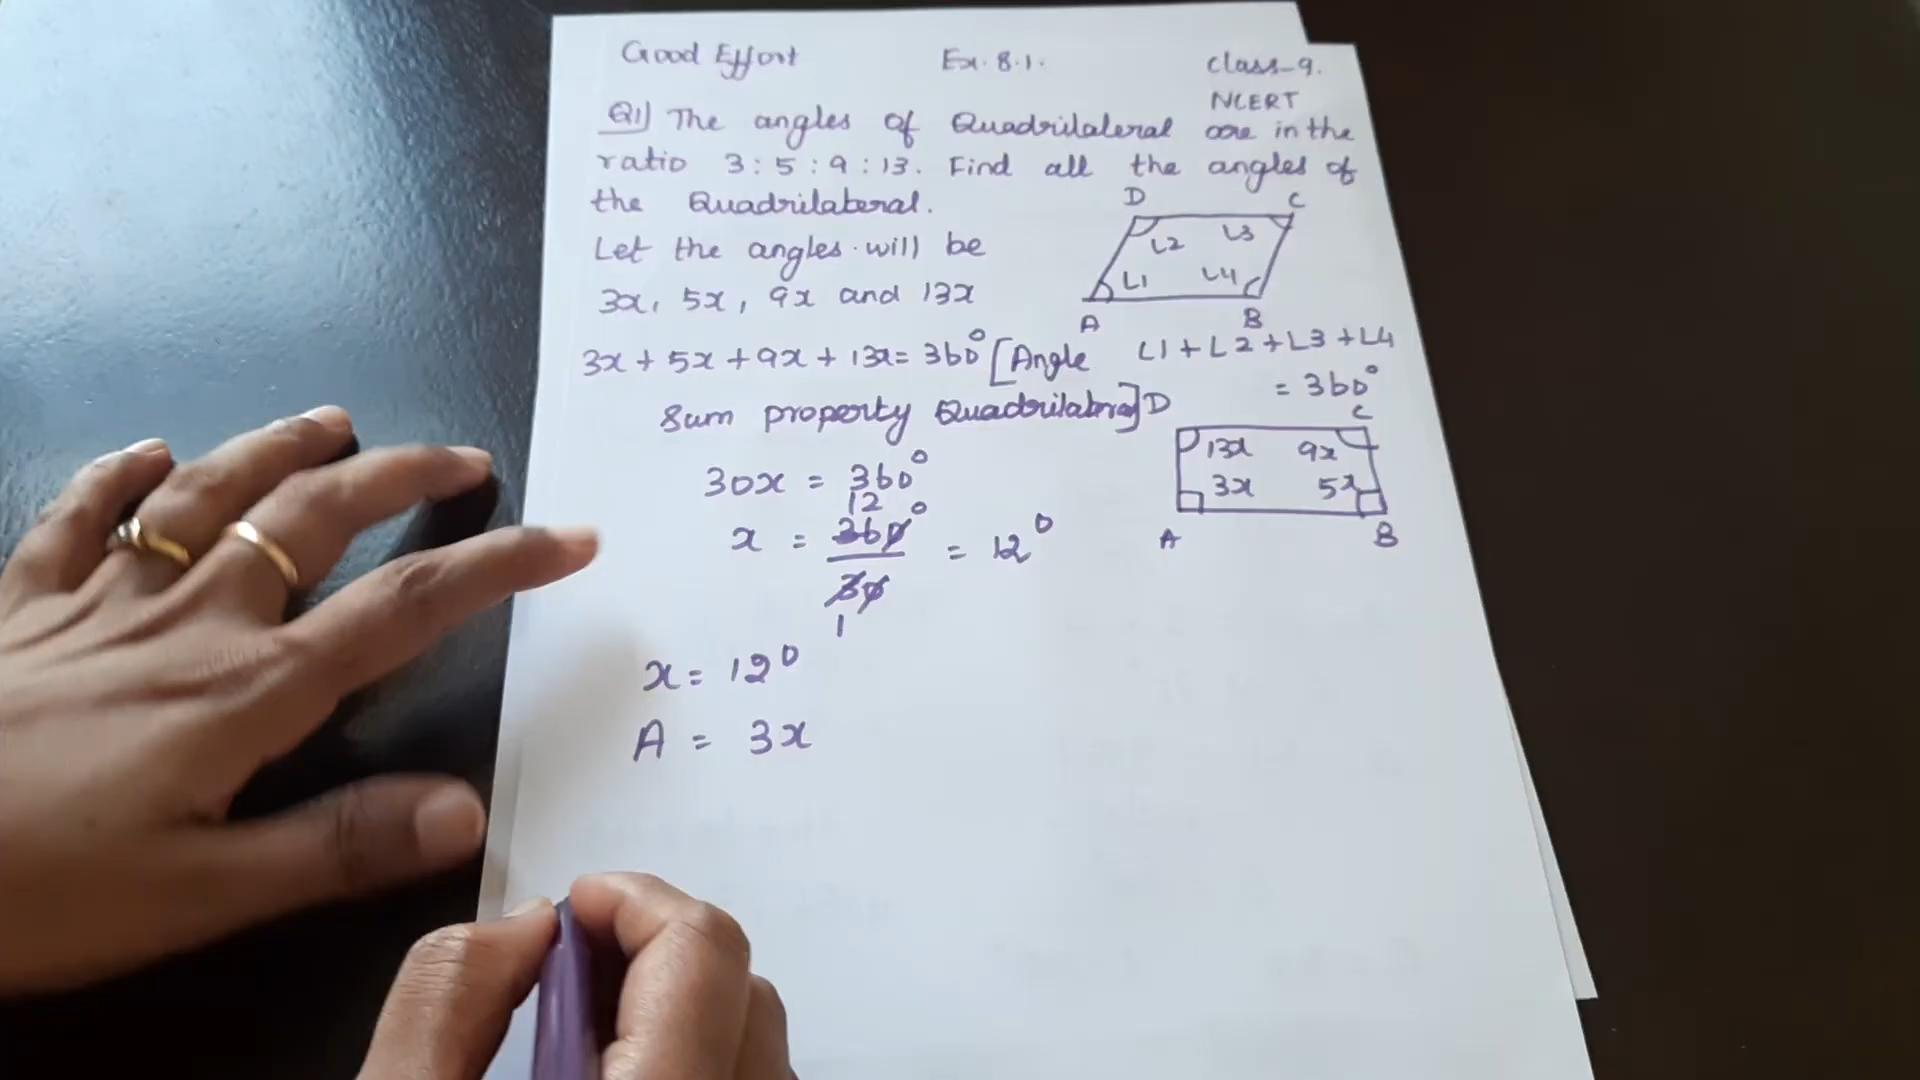 Good Effort Ex. 8.1. Class-9.
NCERT
Q1) The angles of Quadrilateral are in the
ratio 3 : 5 : 9 : 13. Find all the angles of
the Quadrilateral.
D C
∠2 ∠3
∠1 ∠4
A B
Let the angles will be
3x, 5x, 9x and 13x
∠1 + ∠2 + ∠3 + ∠4
= 360°
3x + 5x + 9x + 13x = 360° [Angle
Sum property Quadrilateral]
D C
13x 9x
3x 5x
A B
30x = 360°
12
x = 360° = 12°
30
1
x = 12°
A = 3x